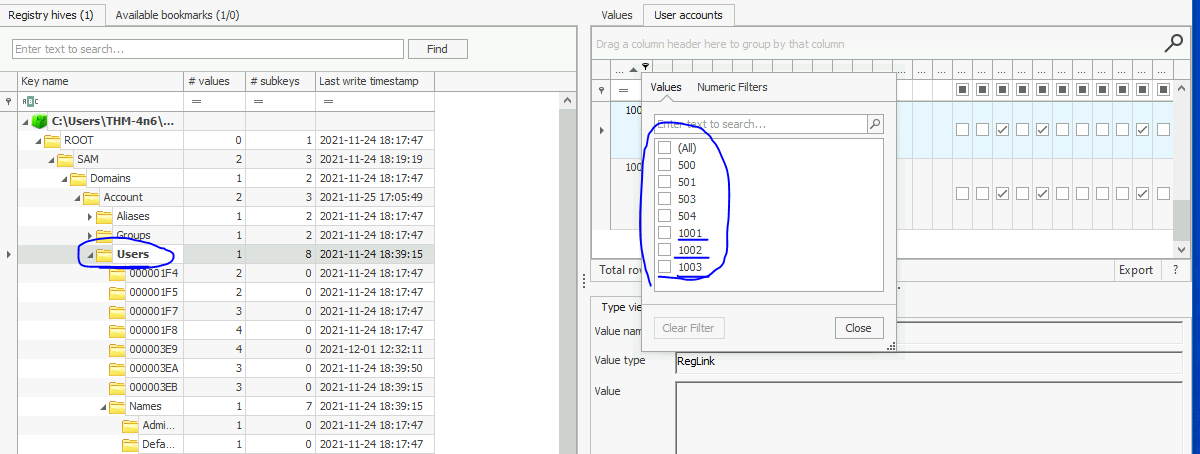 Registry hives (1) Available bookmarks (1/0)
Enter text to search... Find
Key name # values # subkeys Last write timestamp
ABC = = =
C:\Users\THM-4n6\...
ROOT 0 1 2021-11-24 18:17:47
SAM 2 3 2021-11-24 18:19:19
Domains 1 2 2021-11-24 18:17:47
Account 2 3 2021-11-25 17:05:49
Aliases 1 2 2021-11-24 18:17:47
Groups 1 2 2021-11-24 18:17:47
Users 1 8 2021-11-24 18:39:15
000001F4 2 0 2021-11-24 18:17:47
000001F5 2 0 2021-11-24 18:17:47
000001F7 3 0 2021-11-24 18:17:47
000001F8 4 0 2021-11-24 18:17:47
000003E9 4 0 2021-12-01 12:32:11
000003EA 3 0 2021-11-24 18:39:50
000003EB 3 0 2021-11-24 18:39:15
Names 1 7 2021-11-24 18:39:15
Admi... 1 0 2021-11-24 18:17:47
Defa... 1 0 2021-11-24 18:17:47
Values User accounts
Drag a column header here to group by that column
... ... ... ... ... ... ... ... ... ... ... ...
=
100
100
Values Numeric Filters
Enter text to search...
(All)
500
501
503
504
1001
1002
1003
Clear Filter Close
Total row
Export ?
Type vie
Value nam
Value type RegLink
Value